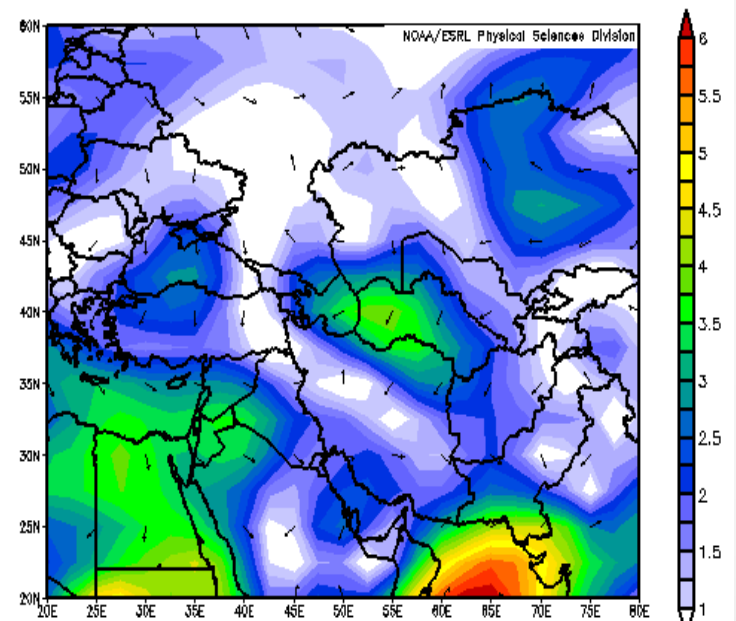 NOAA/ESRL Physical Sciences Division
60N
55N
50N
45N
40N
35N
30N
25N
20N
20E 25E 30E 35E 40E 45E 50E 55E 60E 65E 70E 75E 80E
6
5.5
5
4.5
4
3.5
3
2.5
2
1.5
1